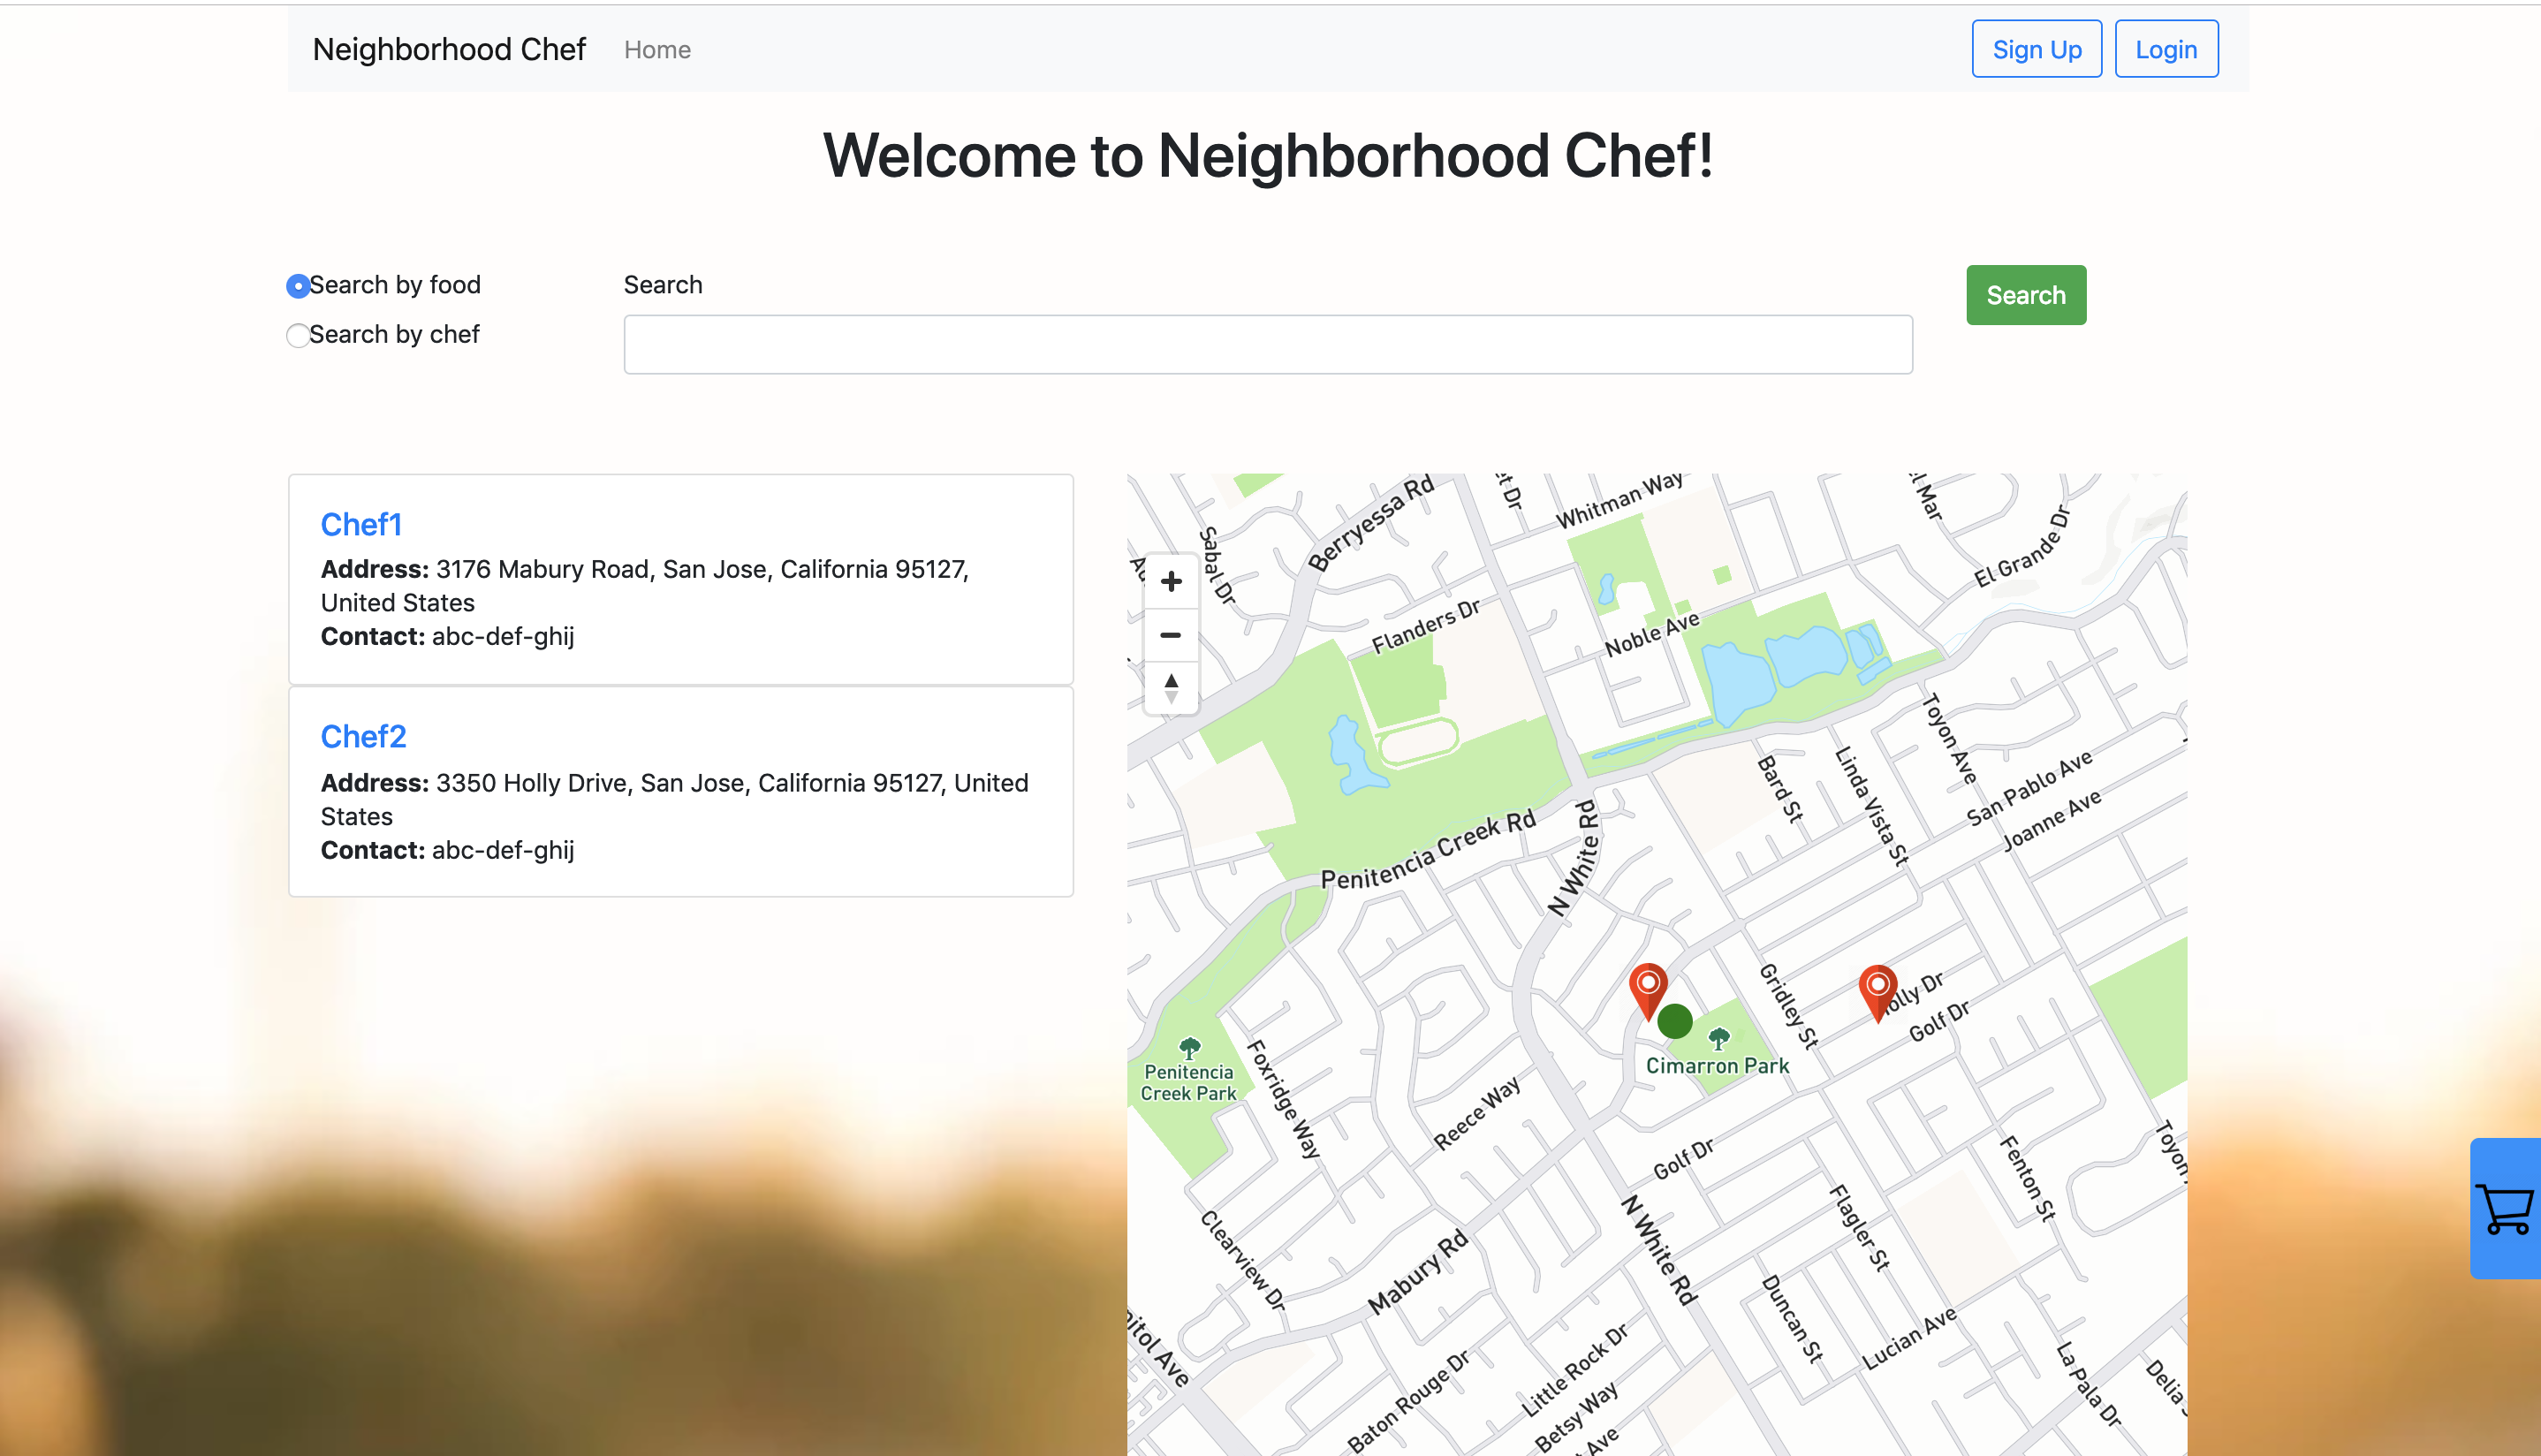 Neighborhood Chef
Home
Sign Up
Login
Welcome to Neighborhood Chef!
Search by food
Search by chef
Search
Search
Chef1
Address: 3176 Mabury Road, San Jose, California 95127,
United States
Contact: abc-def-ghij
Chef2
Address: 3350 Holly Drive, San Jose, California 95127, United
States
Contact: abc-def-ghij
Berryessa Rd
Whitman Way
Sabal Dr
El Grande Dr
Flanders Dr
Noble Ave
Toyon Ave
Bard St
Linda Vista St
San Pablo Ave
Joanne Ave
Penitencia Creek Rd
N White Rd
Gridley St
Golf Dr
Cimarron Park
Penitencia
Creek Park
Foxridge Way
Reece Way
Golf Dr
Fenton St
Toyon
Clearview Dr
Mabury Rd
N White Rd
Flagler St
Duncan St
Lucian Ave
Little Rock Dr
Baton Rouge Dr
Betsy Way
La Pala Dr
Delia